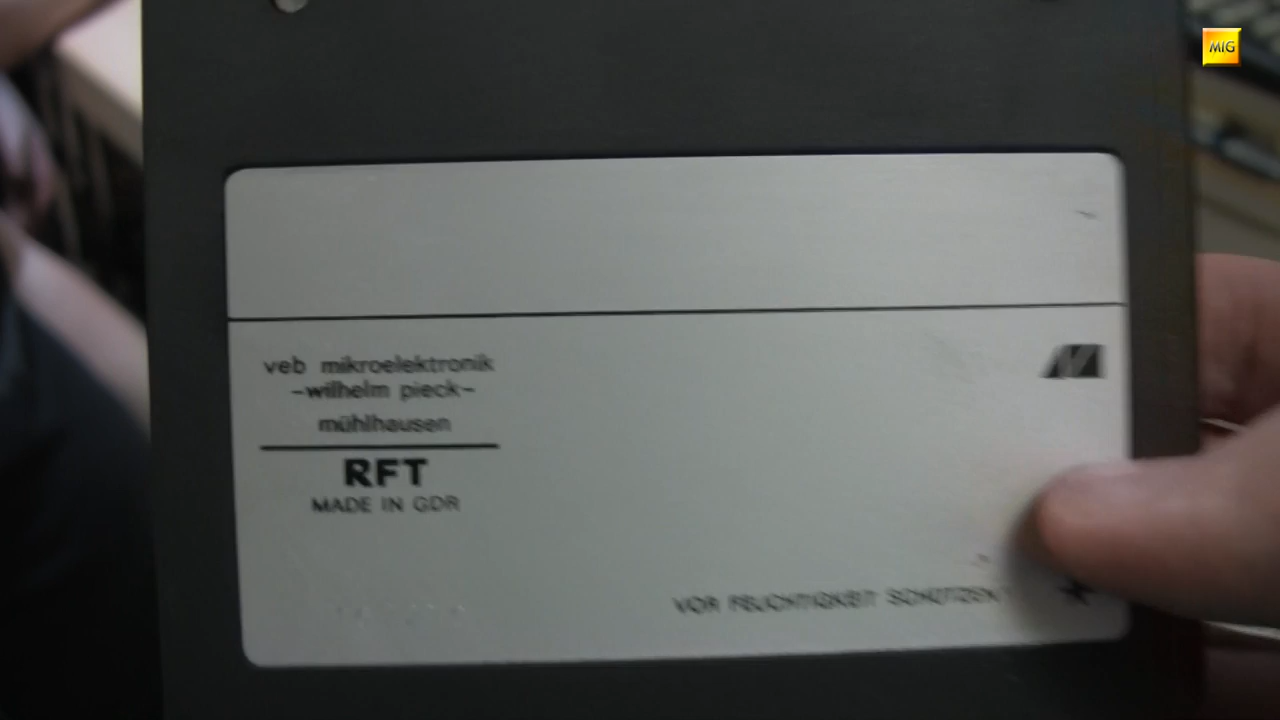 MIG
veb mikroelektronik
-wilhelm pieck-
mühlhausen
RFT
MADE IN GDR
VOR FEUCHTIGKEIT SCHÜTZEN